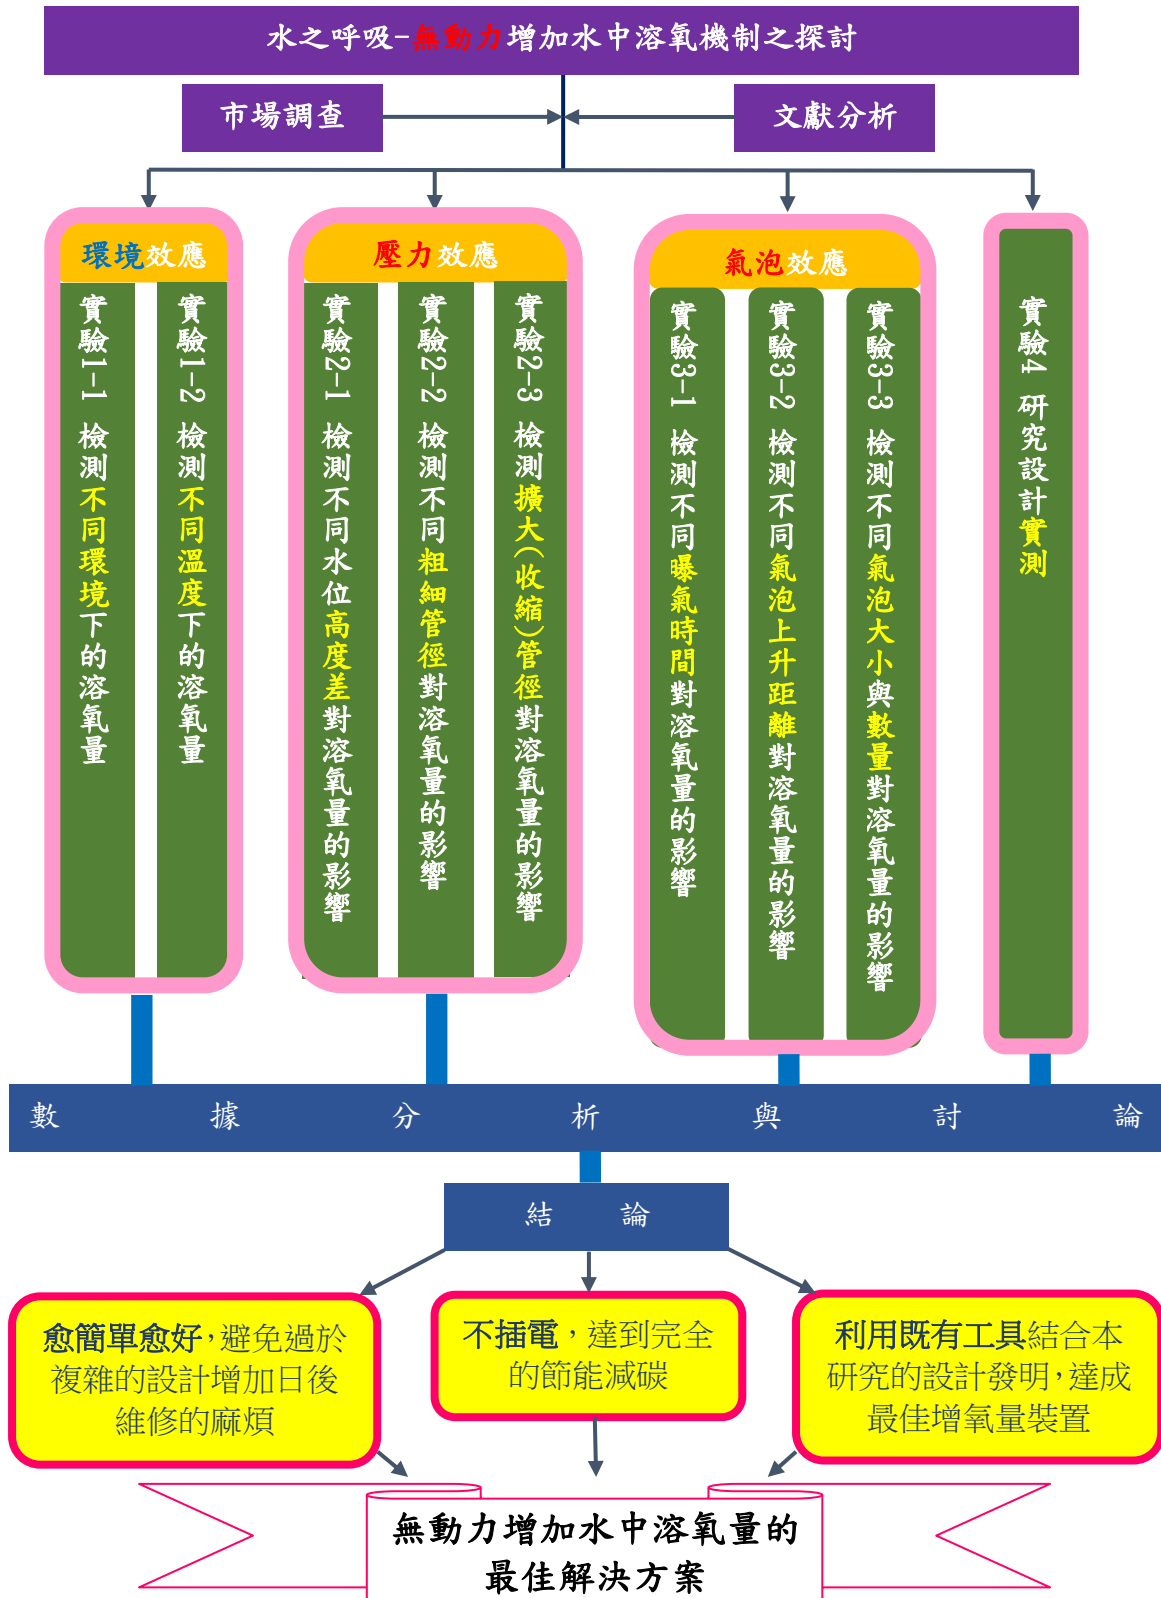 水之呼吸-無動力增加水中溶氧機制之探討
市場調查
文獻分析
環境效應
實驗1-1 檢測不同環境下的溶氧量
實驗1-2 檢測不同溫度下的溶氧量
壓力效應
實驗2-1 檢測不同水位高度差對溶氧量的影響
實驗2-2 檢測不同粗細管徑對溶氧量的影響
實驗2-3 檢測擴大(收縮)管徑對溶氧量的影響
氣泡效應
實驗3-1 檢測不同曝氣時間對溶氧量的影響
實驗3-2 檢測不同氣泡上升距離對溶氧量的影響
實驗3-3 檢測不同氣泡大小與數量對溶氧量的影響
實驗4 研究設計實測
數據分析與討論
結論
愈簡單愈好，避免過於
複雜的設計增加日後
維修的麻煩
不插電，達到完全
的節能減碳
利用既有工具結合本
研究的設計發明，達成
最佳增氧量裝置
無動力增加水中溶氧量的
最佳解決方案